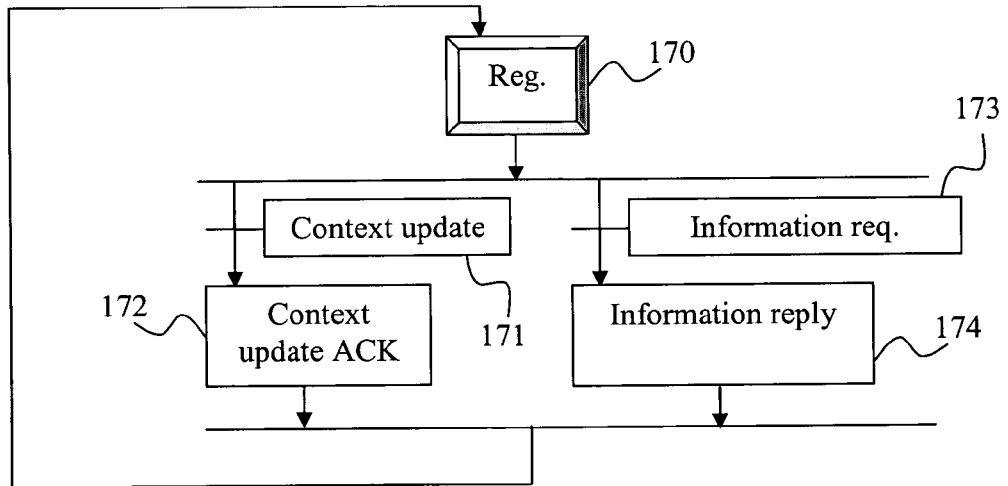 Reg.
170
173
Context update
Information req.
172
Context
update ACK
171
Information reply
174